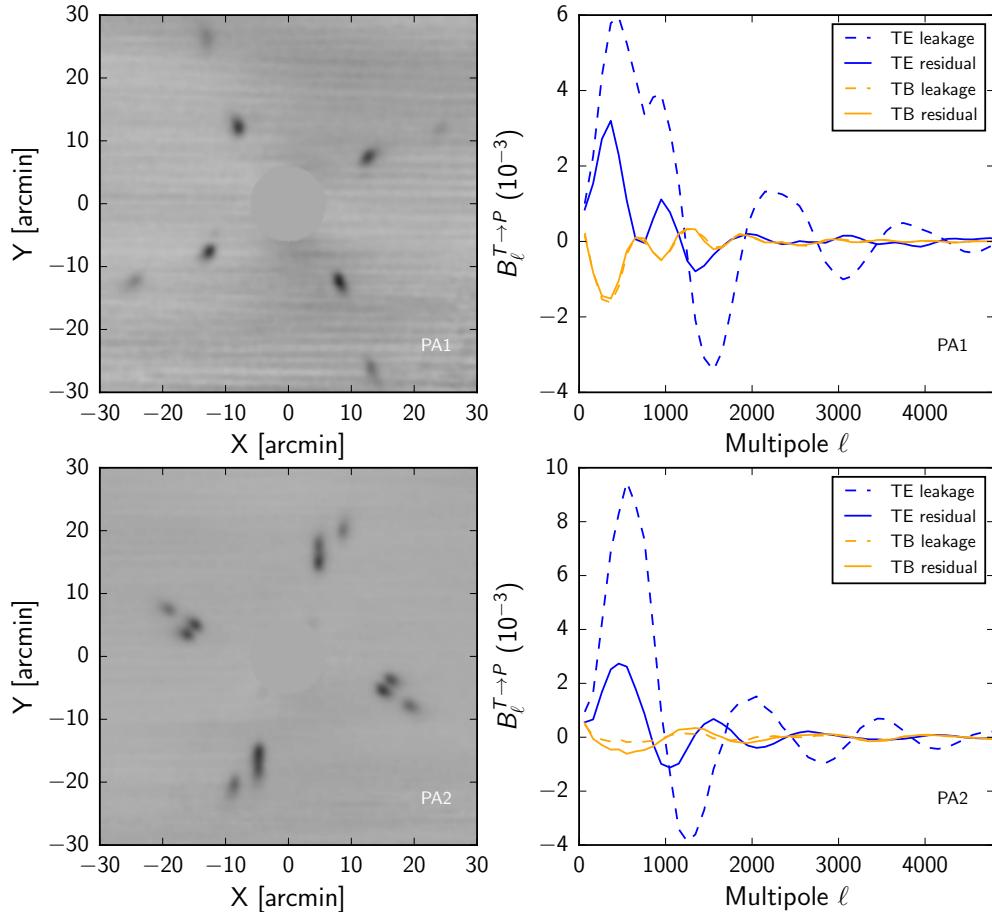 30
20
10
0
−10
−20
−30
Y [arcmin]
−30 −20 −10 0 10 20 30
X [arcmin]
PA1
6
4
2
0
−2
−4
B_ℓ^{T→P} (10^{−3})
TE leakage
TE residual
TB leakage
TB residual
PA1
0 1000 2000 3000 4000
Multipole ℓ
30
20
10
0
−10
−20
−30
Y [arcmin]
−30 −20 −10 0 10 20 30
X [arcmin]
PA2
10
8
6
4
2
0
−2
−4
B_ℓ^{T→P} (10^{−3})
TE leakage
TE residual
TB leakage
TB residual
PA2
0 1000 2000 3000 4000
Multipole ℓ